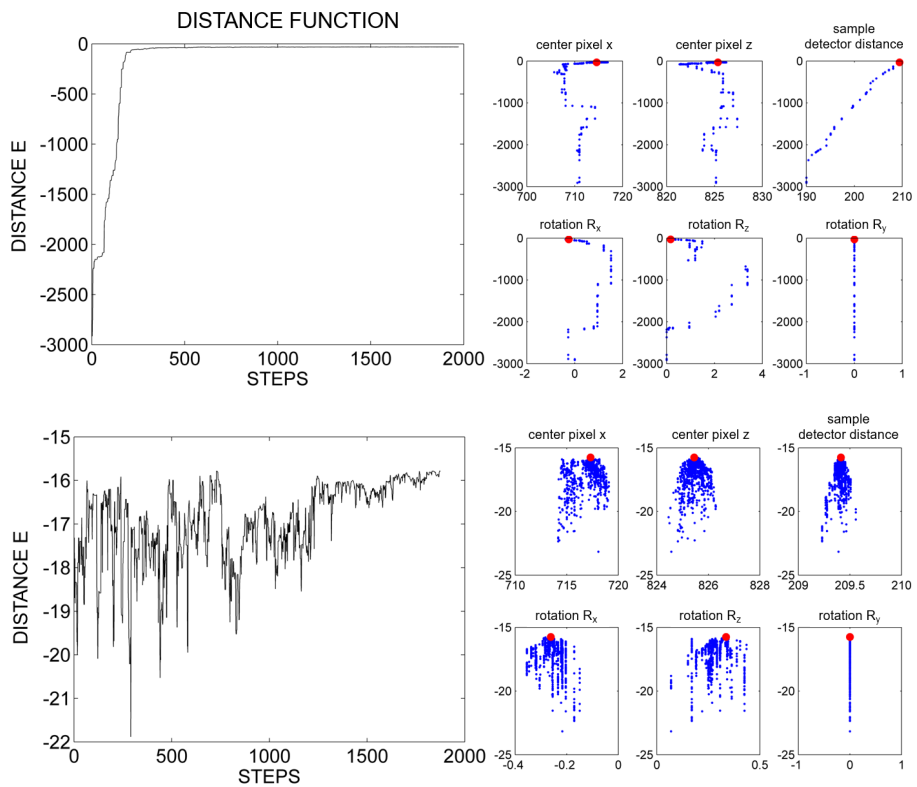 DISTANCE FUNCTION
0
-500
-1000
-1500
-2000
-2500
-3000
DISTANCE E
0 500 1000 1500 2000
STEPS
center pixel x
0
-1000
-2000
-3000
700 710 720
center pixel z
0
-1000
-2000
-3000
820 825 830
sample
detector distance
0
-1000
-2000
-3000
190 200 210
rotation Rx
0
-1000
-2000
-3000
-2 0 2
rotation Rz
0
-1000
-2000
-3000
0 2 4
rotation Ry
0
-1000
-2000
-3000
-1 0 1
-15
-16
-17
-18
-19
-20
-21
-22
DISTANCE E
0 500 1000 1500 2000
STEPS
center pixel x
-15
-20
-25
710 715 720
center pixel z
-15
-20
-25
824 826 828
sample
detector distance
-15
-20
-25
209 209.5 210
rotation Rx
-15
-20
-25
-0.4 -0.2 0
rotation Rz
-15
-20
-25
0 0.5
rotation Ry
-15
-20
-25
-1 0 1